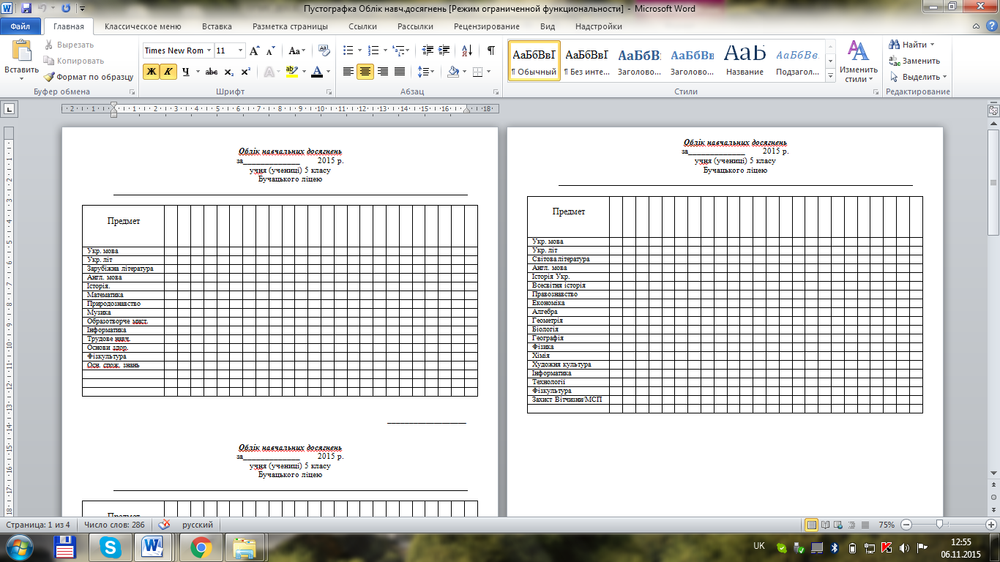 Пустографка Облік навч.досягнень [Режим ограниченной функциональности] - Microsoft Word
Файл Главная Классическое меню Вставка Разметка страницы Ссылки Рассылки Рецензирование Вид Надстройки
Вставить
Вырезать
Копировать
Формат по образцу
Буфер обмена
Times New Rom 11
Ж К Ч abc x₂ x²
Шрифт
Абзац
АаБбВвІ АаБбВвІ АаБбВ АаБбВв АаБ АаБбВв
¶ Обычный ¶ Без инте... Заголово... Заголово... Название Подзагол...
Стили
Изменить стили
Найти
Заменить
Выделить
Редактирование
2 1 1 2 3 4 5 6 7 8 9 10 11 12 13 14 15 16 17 18
Облік навчальних досягнень
за_____________ 2015 р.
учня (учениці) 5 класу
Бучацького ліцею
Предмет
Укр. мова
Укр. літ
Зарубіжна література
Англ. мова
Історія.
Математика
Природознавство
Музика
Образотворче мист.
Інформатика
Трудове навч.
Основи здор.
Фізкультура
Осн. спож. знань
Облік навчальних досягнень
за_____________ 2015 р.
учня (учениці) 5 класу
Бучацького ліцею
Предмет
Облік навчальних досягнень
за_____________ 2015 р.
учня (учениці) 5 класу
Бучацького ліцею
Предмет
Укр. мова
Укр. літ
Світова література
Англ. мова
Історія Укр.
Всесвітня історія
Правознавство
Економіка
Алгебра
Геометрія
Біологія
Географія
Фізика
Хімія
Художня культура
Інформатика
Технології
Фізкультура
Захист Вітчизни/МСП
Страница: 1 из 4 Число слов: 286 русский 75%
UK
12:55
06.11.2015